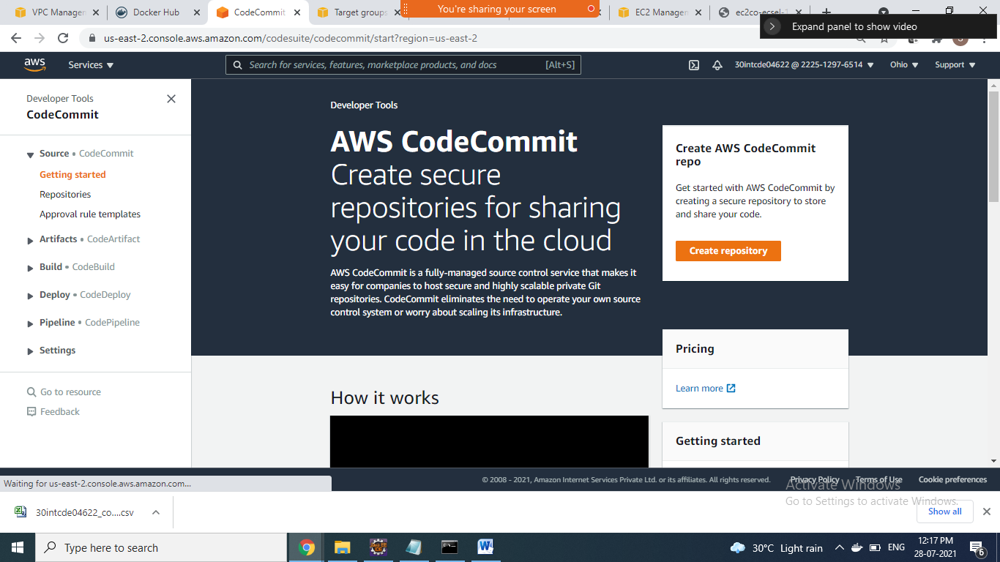 VPC Manager
Docker Hub
CodeCommit
Target groups
You're sharing your screen
EC2 Managem
ec2co-ecsel-1
Expand panel to show video
us-east-2.console.aws.amazon.com/codesuite/codecommit/start?region=us-east-2
aws
Services
Search for services, features, marketplace products, and docs
[Alt+S]
30intcde04622 @ 2225-1297-6514
Ohio
Support
Developer Tools
CodeCommit
Source • CodeCommit
Getting started
Repositories
Approval rule templates
Artifacts • CodeArtifact
Build • CodeBuild
Deploy • CodeDeploy
Pipeline • CodePipeline
Settings
Go to resource
Feedback
Developer Tools
AWS CodeCommit
Create secure
repositories for sharing
your code in the cloud
AWS CodeCommit is a fully-managed source control service that makes it
easy for companies to host secure and highly scalable private Git
repositories. CodeCommit eliminates the need to operate your own source
control system or worry about scaling its infrastructure.
Create AWS CodeCommit
repo
Get started with AWS CodeCommit by
creating a secure repository to store
and share your code.
Create repository
Pricing
Learn more
How it works
Getting started
Waiting for us-east-2.console.aws.amazon.com...
© 2008 - 2021, Amazon Internet Services Private Ltd. or its affiliates. All rights reserved.
Privacy Policy
Terms of Use
Cookie preferences
Activate Windows
Go to Settings to activate Windows.
30intcde04622_co....csv
Show all
Type here to search
30°C Light rain
ENG
12:17 PM
28-07-2021
6